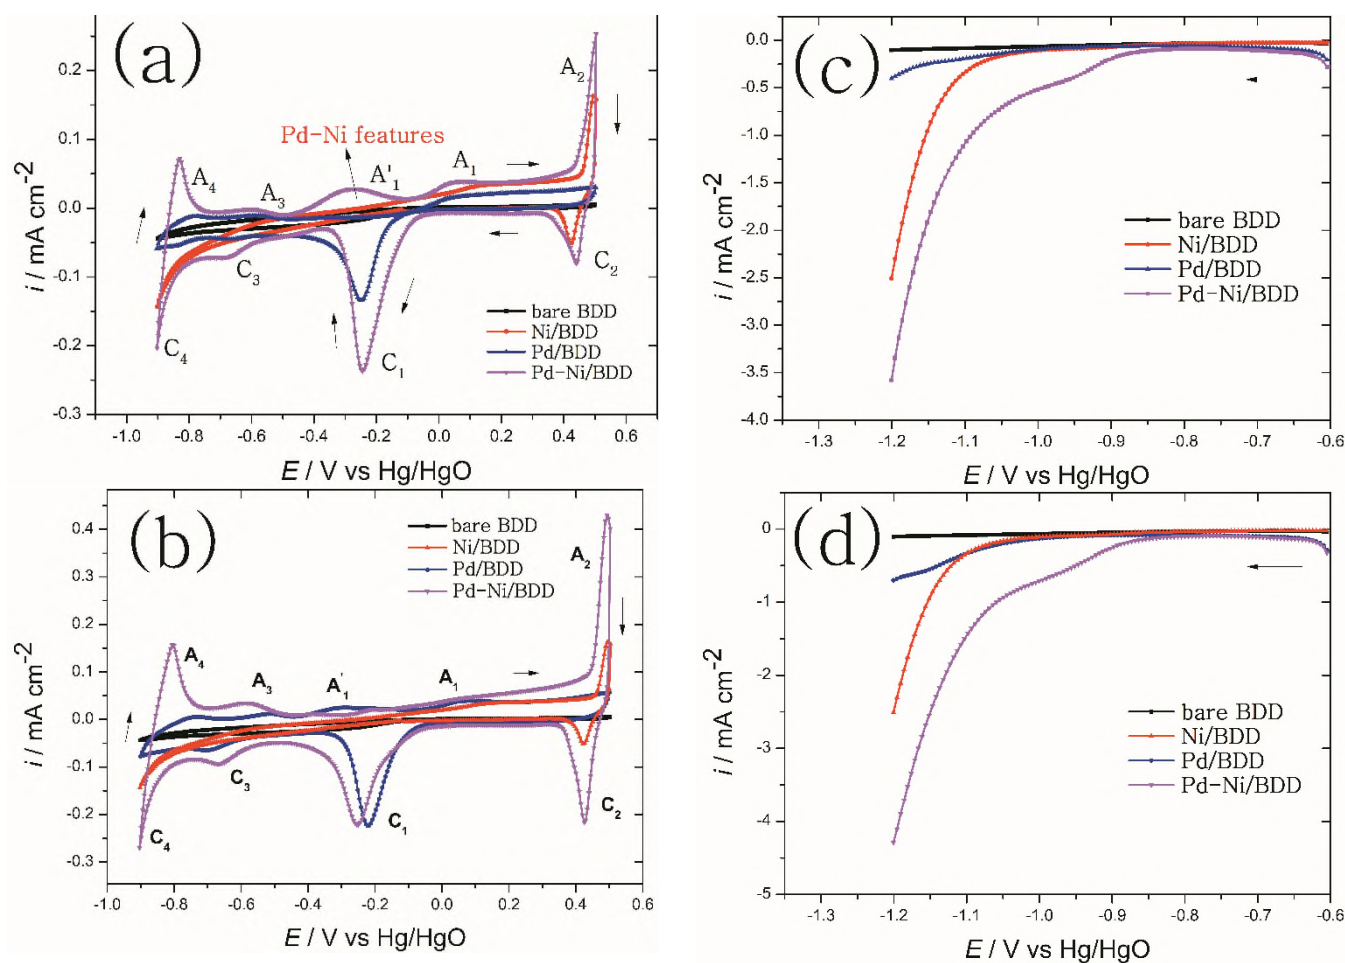 (a)
0.2
0.1
0.0
-0.1
-0.2
-0.3
i / mA cm-2
A2
Pd-Ni features
A4
A3
A'1
A1
C3
C2
C4
C1
bare BDD
Ni/BDD
Pd/BDD
Pd-Ni/BDD
-1.0 -0.8 -0.6 -0.4 -0.2 0.0 0.2 0.4 0.6
E / V vs Hg/HgO
(c)
0.0
-0.5
-1.0
-1.5
-2.0
-2.5
-3.0
-3.5
-4.0
i / mA cm-2
bare BDD
Ni/BDD
Pd/BDD
Pd-Ni/BDD
-1.3 -1.2 -1.1 -1.0 -0.9 -0.8 -0.7 -0.6
E / V vs Hg/HgO
(b)
0.4
0.3
0.2
0.1
0.0
-0.1
-0.2
-0.3
i / mA cm-2
bare BDD
Ni/BDD
Pd/BDD
Pd-Ni/BDD
A2
A4
A3
A'1
A1
C3
C4
C1
C2
-1.0 -0.8 -0.6 -0.4 -0.2 0.0 0.2 0.4 0.6
E / V vs Hg/HgO
(d)
0
-1
-2
-3
-4
-5
i / mA cm-2
bare BDD
Ni/BDD
Pd/BDD
Pd-Ni/BDD
-1.3 -1.2 -1.1 -1.0 -0.9 -0.8 -0.7 -0.6
E / V vs Hg/HgO